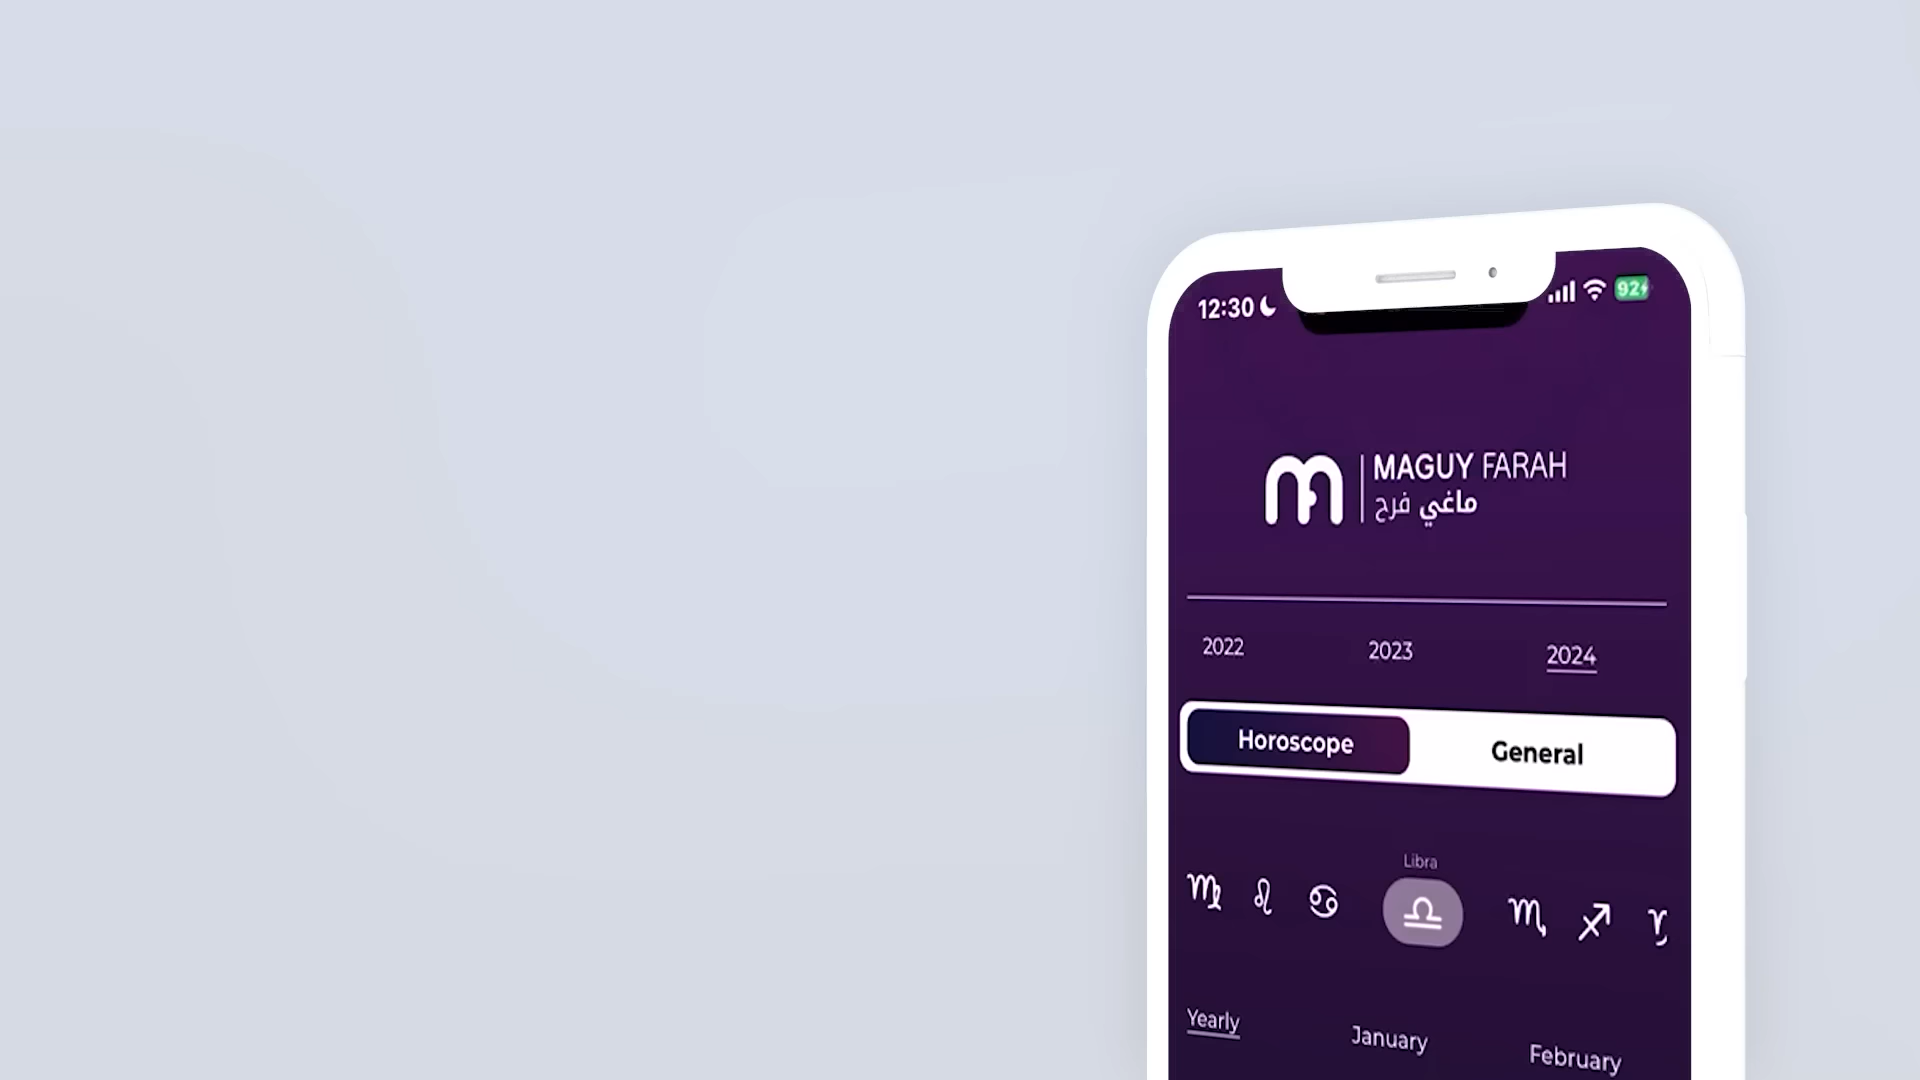 12:30
92
MAGUY FARAH
ماغي فرح
2022 2023 2024
Horoscope General
Libra
Yearly January February